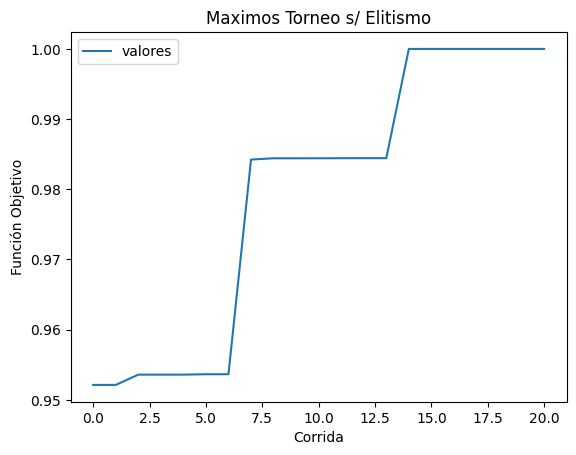 Maximos Torneo s/ Elitismo
valores
1.00
0.99
0.98
0.97
0.96
0.95
Función Objetivo
0.0 2.5 5.0 7.5 10.0 12.5 15.0 17.5 20.0
Corrida